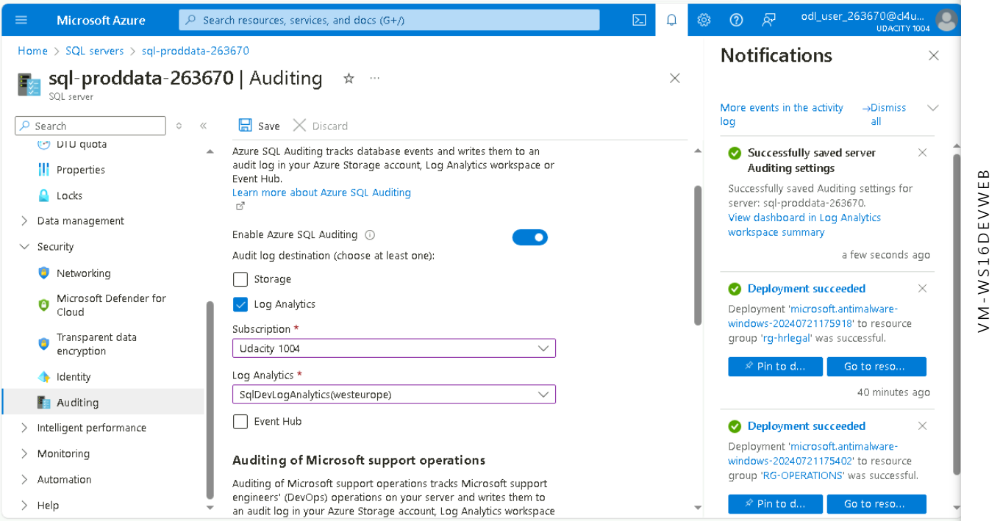 Microsoft Azure
Search resources, services, and docs (G+/)
odl_user_263670@cl4u...
UDACITY 1004
Home > SQL servers > sql-proddata-263670
sql-proddata-263670 | Auditing
SQL server
Search
DTU quota
Properties
Locks
Data management
Security
Networking
Microsoft Defender for
Cloud
Transparent data
encryption
Identity
Auditing
Intelligent performance
Monitoring
Automation
Help
Save
Discard
Azure SQL Auditing tracks database events and writes them to an
audit log in your Azure Storage account, Log Analytics workspace or
Event Hub.
Learn more about Azure SQL Auditing
Enable Azure SQL Auditing
Audit log destination (choose at least one):
Storage
Log Analytics
Subscription *
Udacity 1004
Log Analytics *
SqlDevLogAnalytics(westeurope)
Event Hub
Auditing of Microsoft support operations
Auditing of Microsoft support operations tracks Microsoft support
engineers' (DevOps) operations on your server and writes them to
an audit log in your Azure Storage account, Log Analytics workspace
Notifications
More events in the activity
log
→Dismiss
all
Successfully saved server
Auditing settings
Successfully saved Auditing settings for
server: sql-proddata-263670.
View dashboard in Log Analytics
workspace summary
a few seconds ago
Deployment succeeded
Deployment 'microsoft.antimalware-
windows-20240721175918' to resource
group 'rg-hrlegal' was successful.
Pin to d...
Go to reso...
40 minutes ago
Deployment succeeded
Deployment 'microsoft.antimalware-
windows-20240721175402' to resource
group 'RG-OPERATIONS' was successful.
Pin to d...
Go to reso...
VM-WS16DEVWEB